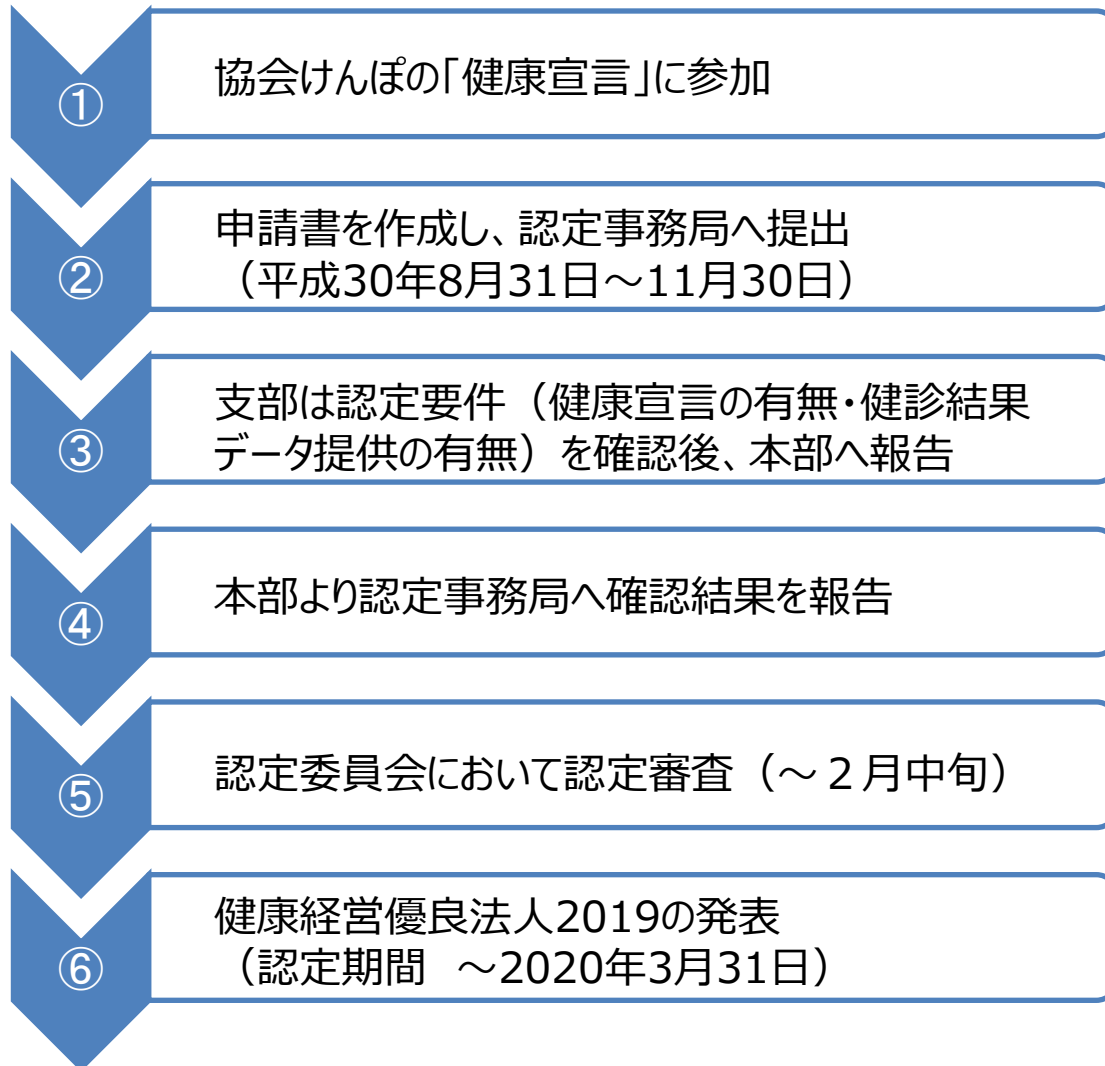 ①
協会けんぽの「健康宣言」に参加
②
申請書を作成し、認定事務局へ提出
（平成30年8月31日～11月30日）
③
支部は認定要件（健康宣言の有無・健診結果
データ提供の有無）を確認後、本部へ報告
④
本部より認定事務局へ確認結果を報告
⑤
認定委員会において認定審査（～２月中旬）
⑥
健康経営優良法人2019の発表
（認定期間　～2020年3月31日）